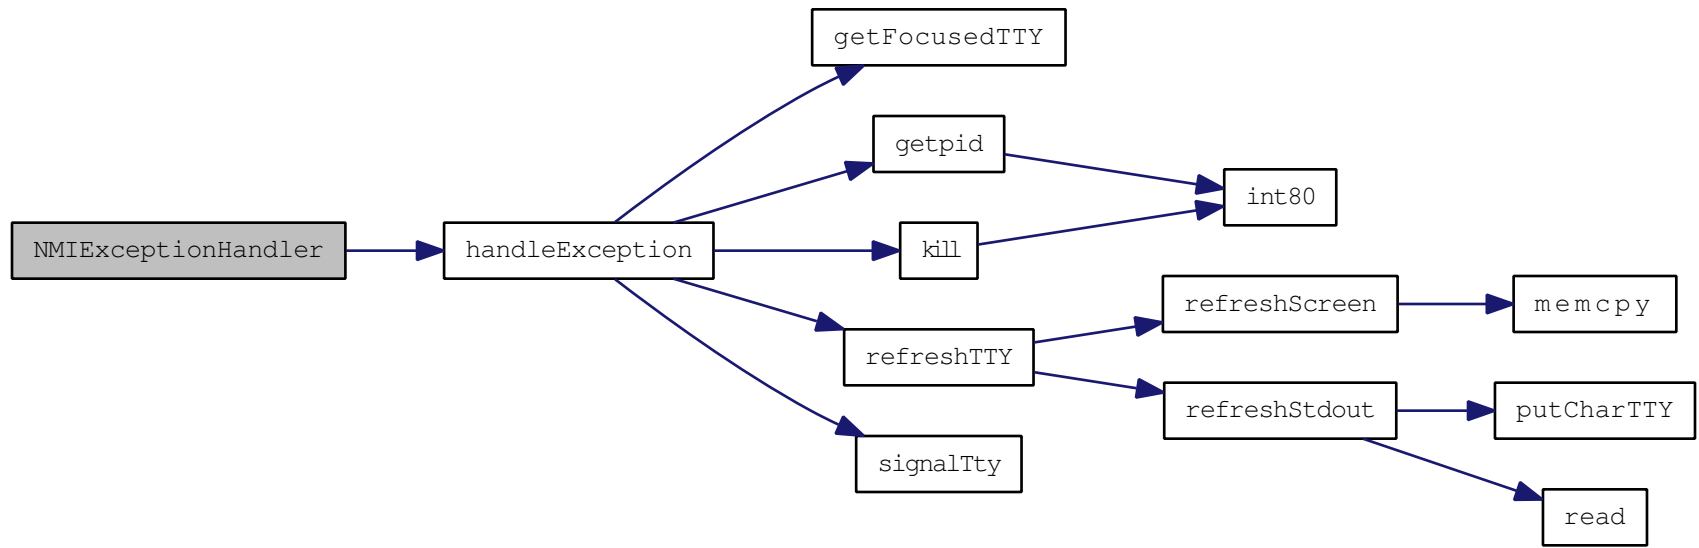 getFocusedTTY
getpid
int80
NMIExceptionHandler
handleException
kill
refreshScreen
memcpy
refreshTTY
refreshStdout
putCharTTY
signalTty
read